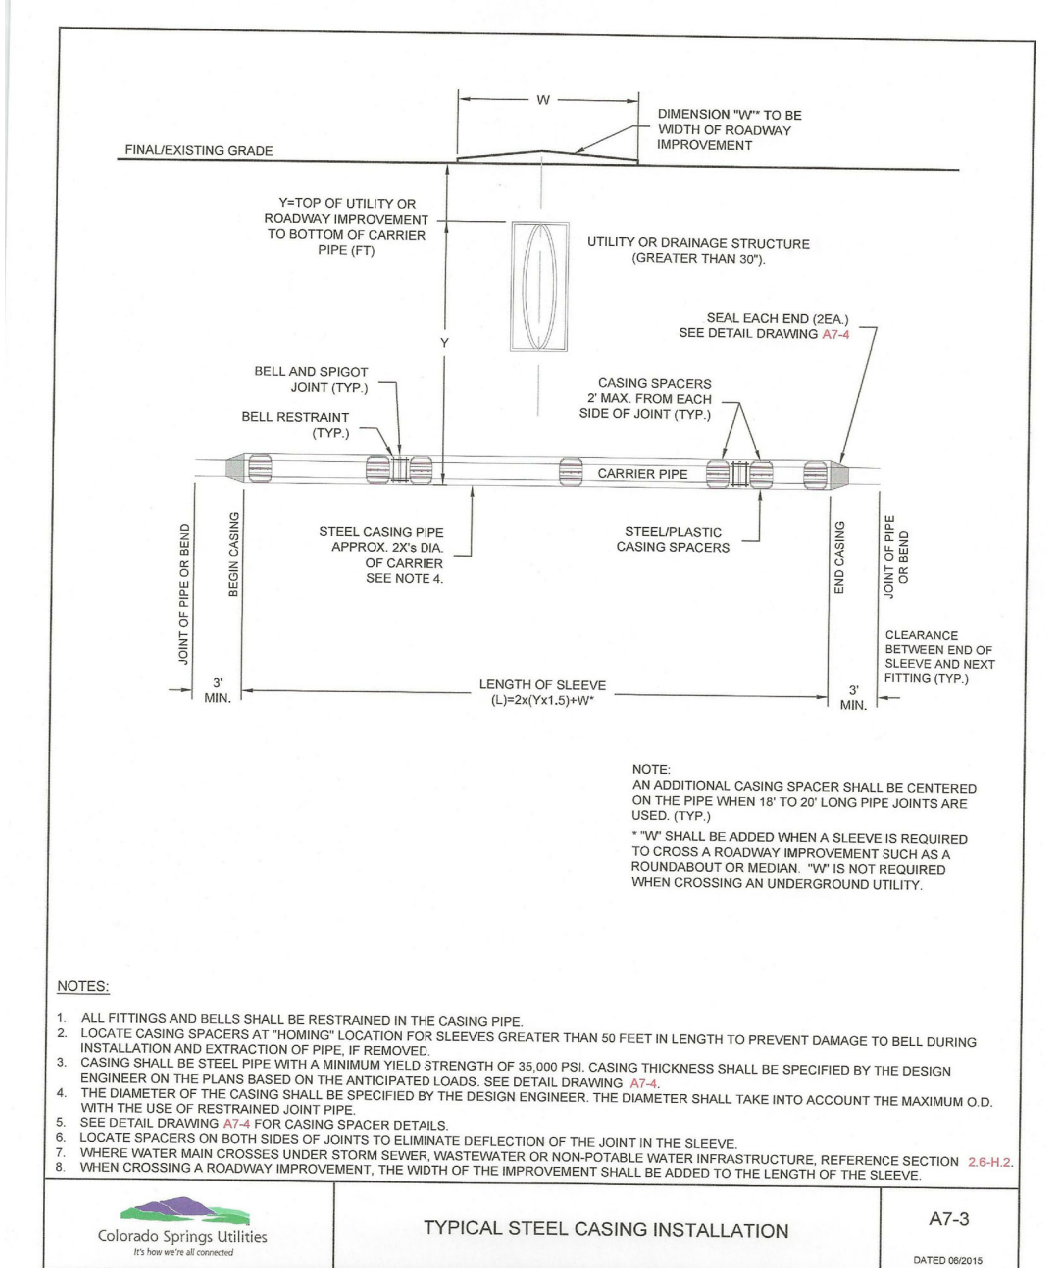 W
DIMENSION "W"* TO BE
WIDTH OF ROADWAY
IMPROVEMENT
FINAL/EXISTING GRADE
Y=TOP OF UTILITY OR
ROADWAY IMPROVEMENT
TO BOTTOM OF CARRIER
PIPE (FT)
UTILITY OR DRAINAGE STRUCTURE
(GREATER THAN 30").
SEAL EACH END (2EA.)
SEE DETAIL DRAWING A7-4
Y
BELL AND SPIGOT
JOINT (TYP.)
BELL RESTRAINT
(TYP.)
CASING SPACERS
2' MAX. FROM EACH
SIDE OF JOINT (TYP.)
CARRIER PIPE
STEEL CASING PIPE
APPROX. 2X's DIA.
OF CARRIER
SEE NOTE 4.
STEEL/PLASTIC
CASING SPACERS
JOINT OF PIPE OR BEND
BEGIN CASING
END CASING
JOINT OF PIPE
OR BEND
CLEARANCE
BETWEEN END OF
SLEEVE AND NEXT
FITTING (TYP.)
3'
MIN.
LENGTH OF SLEEVE
(L)=2x(Yx1.5)+W*
3'
MIN.
NOTE:
AN ADDITIONAL CASING SPACER SHALL BE CENTERED
ON THE PIPE WHEN 18' TO 20' LONG PIPE JOINTS ARE
USED. (TYP.)
* "W" SHALL BE ADDED WHEN A SLEEVE IS REQUIRED
TO CROSS A ROADWAY IMPROVEMENT SUCH AS A
ROUNDABOUT OR MEDIAN. "W" IS NOT REQUIRED
WHEN CROSSING AN UNDERGROUND UTILITY.
NOTES:
1. ALL FITTINGS AND BELLS SHALL BE RESTRAINED IN THE CASING PIPE.
2. LOCATE CASING SPACERS AT "HOMING" LOCATION FOR SLEEVES GREATER THAN 50 FEET IN LENGTH TO PREVENT DAMAGE TO BELL DURING
INSTALLATION AND EXTRACTION OF PIPE, IF REMOVED.
3. CASING SHALL BE STEEL PIPE WITH A MINIMUM YIELD STRENGTH OF 35,000 PSI. CASING THICKNESS SHALL BE SPECIFIED BY THE DESIGN
ENGINEER ON THE PLANS BASED ON THE ANTICIPATED LOADS. SEE DETAIL DRAWING A7-4.
4. THE DIAMETER OF THE CASING SHALL BE SPECIFIED BY THE DESIGN ENGINEER. THE DIAMETER SHALL TAKE INTO ACCOUNT THE MAXIMUM O.D.
WITH THE USE OF RESTRAINED JOINT PIPE.
5. SEE DETAIL DRAWING A7-4 FOR CASING SPACER DETAILS.
6. LOCATE SPACERS ON BOTH SIDES OF JOINTS TO ELIMINATE DEFLECTION OF THE JOINT IN THE SLEEVE.
7. WHERE WATER MAIN CROSSES UNDER STORM SEWER, WASTEWATER OR NON-POTABLE WATER INFRASTRUCTURE, REFERENCE SECTION 2.6-H.2.
8. WHEN CROSSING A ROADWAY IMPROVEMENT, THE WIDTH OF THE IMPROVEMENT SHALL BE ADDED TO THE LENGTH OF THE SLEEVE.
Colorado Springs Utilities
It's how we're all connected
TYPICAL STEEL CASING INSTALLATION
A7-3
DATED 06/2015